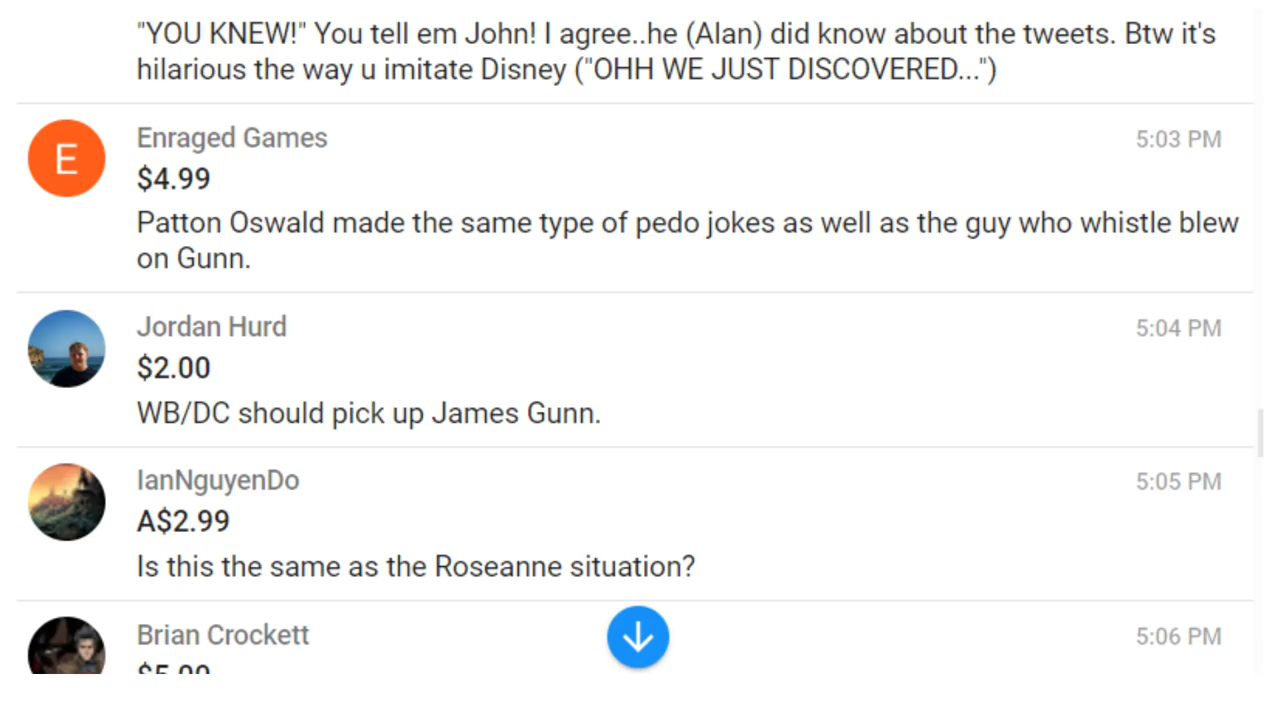 "YOU KNEW!" You tell em John! I agree..he (Alan) did know about the tweets. Btw it's
hilarious the way u imitate Disney ("OHH WE JUST DISCOVERED...")
E
Enraged Games
5:03 PM
$4.99
Patton Oswald made the same type of pedo jokes as well as the guy who whistle blew
on Gunn.
Jordan Hurd
5:04 PM
$2.00
WB/DC should pick up James Gunn.
IanNguyenDo
5:05 PM
A$2.99
Is this the same as the Roseanne situation?
Brian Crockett
5:06 PM